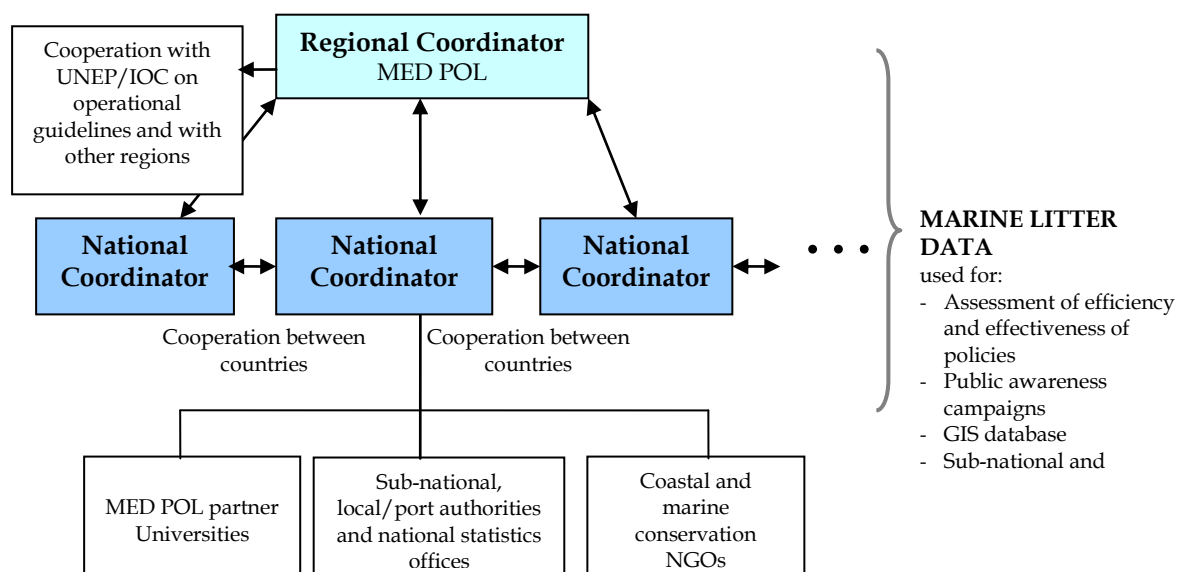 Cooperation with
UNEP/IOC on
operational
guidelines and with
other regions
Regional Coordinator
MED POL
National
Coordinator
National
Coordinator
National
Coordinator
Cooperation between
countries
Cooperation between
countries
MED POL partner
Universities
Sub-national,
local/port authorities
and national statistics
offices
Coastal and
marine
conservation
NGOs
MARINE LITTER
DATA
used for:
- Assessment of efficiency
and effectiveness of
policies
- Public awareness
campaigns
- GIS database
- Sub-national and